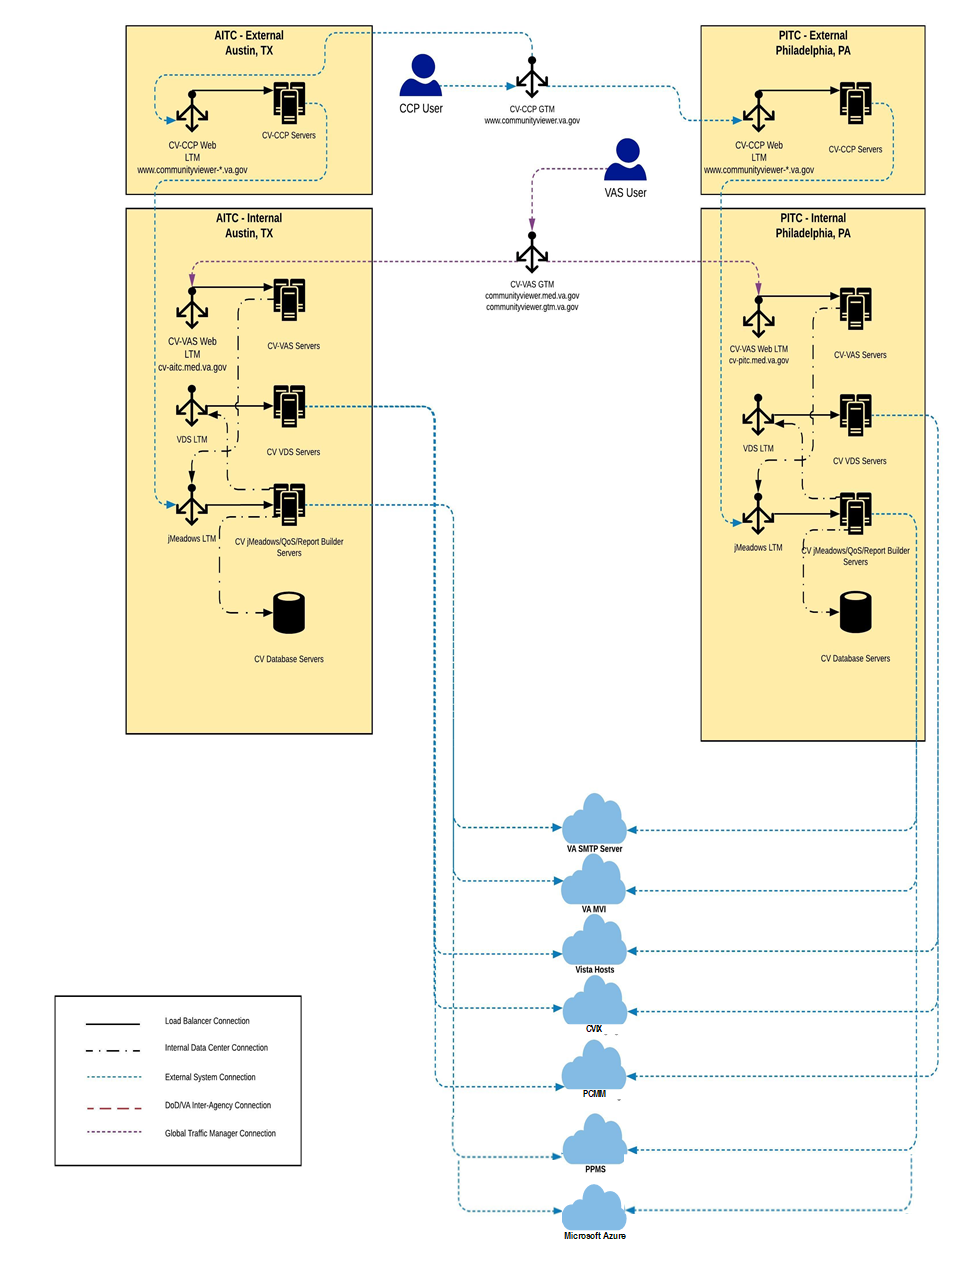 AITC - External
Austin, TX
PITC - External
Philadelphia, PA
CCP User
CV-CCP GTM
www.communityviewer.va.gov
CV-CCP Servers
CV-CCP Web
LTM
www.communityviewer-*.va.gov
CV-CCP Servers
CV-CCP Web
LTM
www.communityviewer-*.va.gov
VAS User
AITC - Internal
Austin, TX
PITC - Internal
Philadelphia, PA
CV-VAS GTM
communityviewer.med.va.gov
communityviewer.gtm.va.gov
CV-VAS Web
LTM
cv-aitc.med.va.gov
CV-VAS Servers
CV-VAS Web LTM
cv-pitc.med.va.gov
CV-VAS Servers
VDS LTM
CV VDS Servers
VDS LTM
CV VDS Servers
jMeadows LTM
CV jMeadows/QoS/Report Builder
Servers
jMeadows LTM
CV jMeadows/QoS/Report Builder
Servers
CV Database Servers
CV Database Servers
VA SMTP Server
VA MVI
Vista Hosts
CVIX
PCMM
PPMS
Microsoft Azure
Load Balancer Connection
Internal Data Center Connection
External System Connection
DoD/VA Inter-Agency Connection
Global Traffic Manager Connection